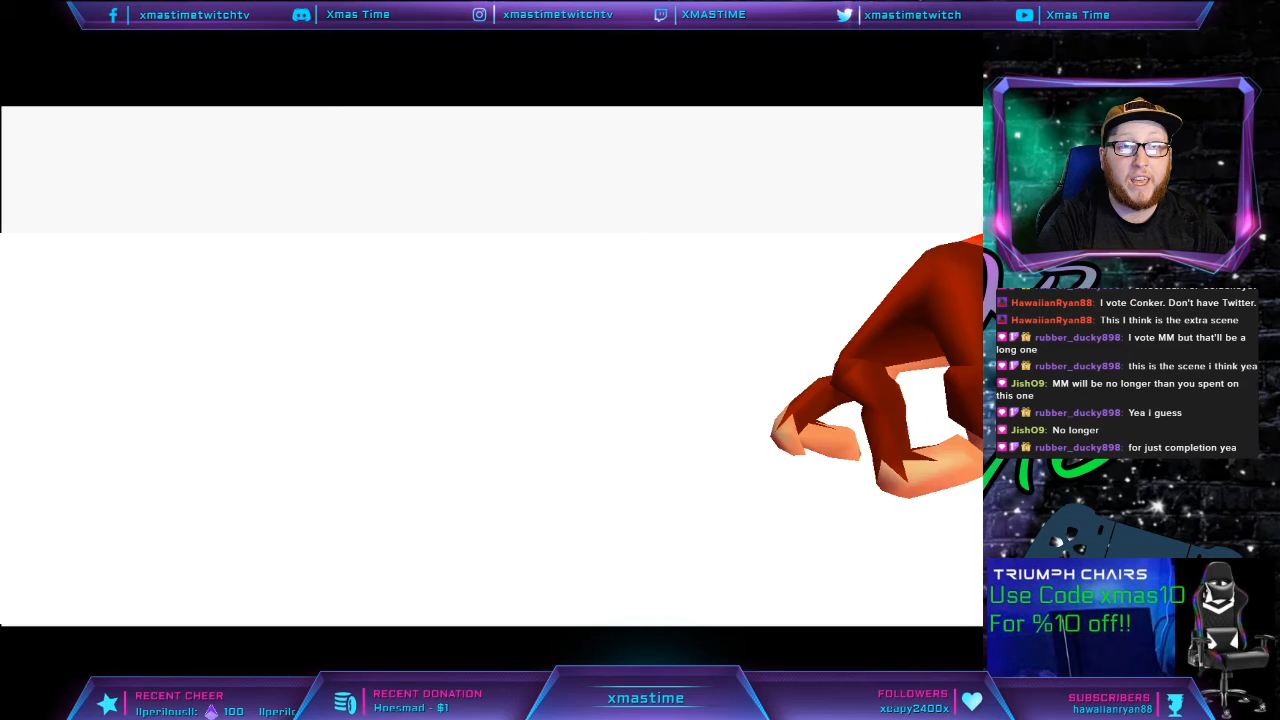 xmastimetwitchtv
Xmas Time
xmastimetwitchtv
XMASTIME
xmastimetwitch
Xmas Time
HawaiianRyan88: I vote Conker. Don't have Twitter.
HawaiianRyan88: This I think is the extra scene
rubber_ducky898: I vote MM but that'll be a
long one
rubber_ducky898: this is the scene i think yea
JishO9: MM will be no longer than you spent on
this one
rubber_ducky898: Yea i guess
JishO9: No longer
rubber_ducky898: for just completion yea
TRIUMPH CHAIRS
Use Code xmas10
For %10 off!!
RECENT CHEER
100
RECENT DONATION
Hoesmad - $1
xmastime
FOLLOWERS
xcupy2400x
SUBSCRIBERS
hawaiianryan88